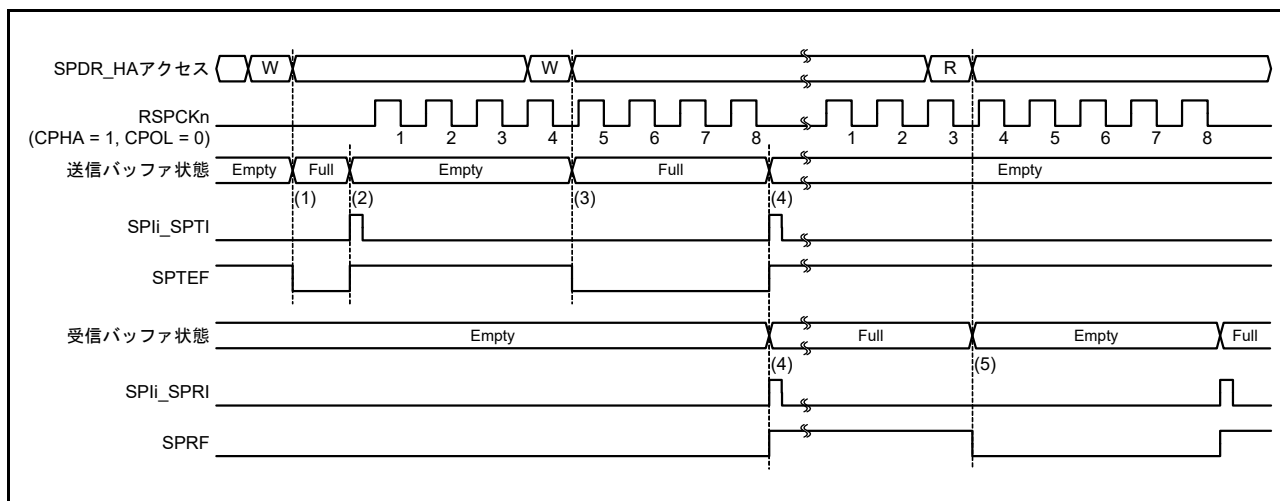 SPDR_HAアクセス W W R
RSPCKn
(CPHA = 1, CPOL = 0)
1 2 3 4 5 6 7 8 1 2 3 4 5 6 7 8
送信バッファ状態 Empty Full Empty Full Empty
(1) (2) (3) (4)
SPIi_SPTI
SPTEF
受信バッファ状態 Empty Full Empty Full
(4) (5)
SPIi_SPRI
SPRF